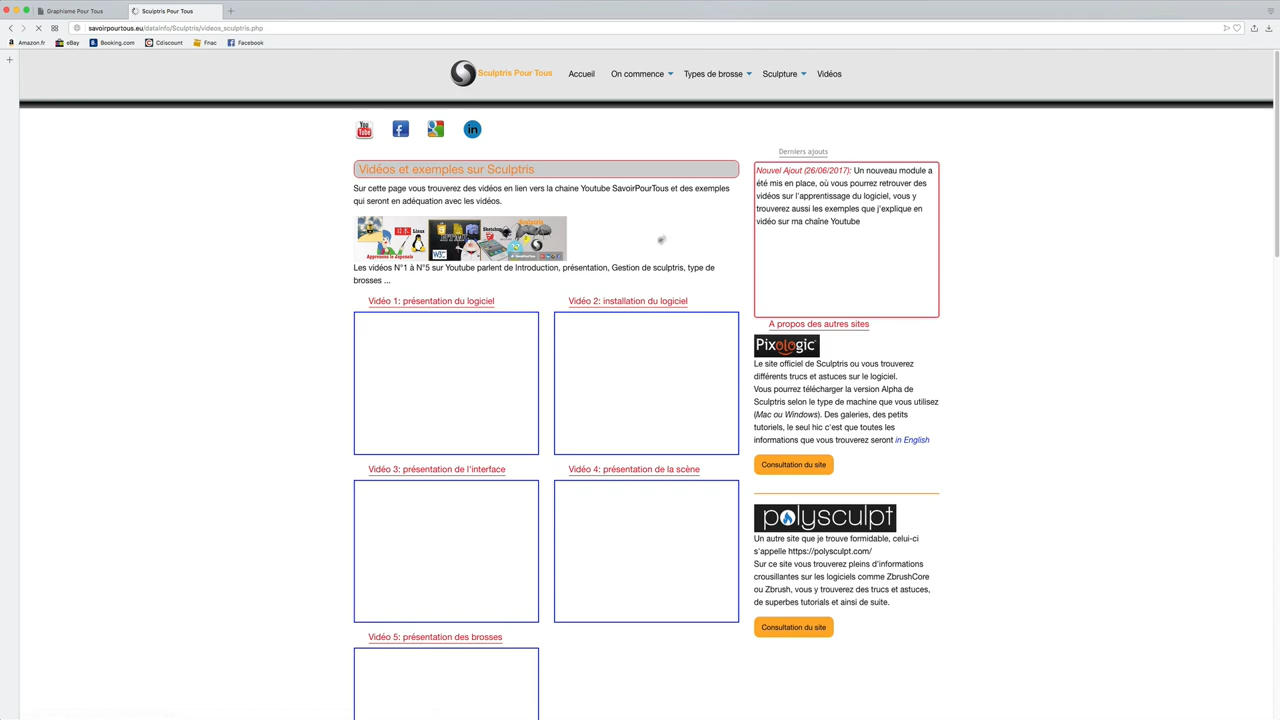 Graphisme Pour Tous
Sculptris Pour Tous
savoirpourtous.eu/datainfo/Sculptris/videos_sculptris.php
Amazon.fr
eBay
Booking.com
Cdiscount
Fnac
Facebook
Sculptris Pour Tous
Accueil
On commence
Types de brosse
Sculpture
Vidéos
You
Tube
in
Vidéos et exemples sur Sculptris
Sur cette page vous trouverez des vidéos en lien vers la chaine Youtube SavoirPourTous et des exemples
qui seront en adéquation avec les vidéos.
Linux
Apprenons le Japonais
W3C
Sculptris
Les vidéos N°1 à N°5 sur Youtube parlent de Introduction, présentation, Gestion de sculptris, type de
brosses ...
Vidéo 1: présentation du logiciel
Vidéo 2: installation du logiciel
Vidéo 3: présentation de l'interface
Vidéo 4: présentation de la scène
Vidéo 5: présentation des brosses
Derniers ajouts
Nouvel Ajout (26/06/2017): Un nouveau module a
été mis en place, où vous pourrez retrouver des
vidéos sur l'apprentissage du logiciel, vous y
trouverez aussi les exemples que j'explique en
vidéo sur ma chaîne Youtube
A propos des autres sites
Pixologic
Le site officiel de Sculptris ou vous trouverez
différents trucs et astuces sur le logiciel.
Vous pourrez télécharger la version Alpha de
Sculptris selon le type de machine que vous utilisez
(Mac ou Windows). Des galeries, des petits
tutoriels, le seul hic c'est que toutes les
informations que vous trouverez seront in English
Consultation du site
polysculpt
Un autre site que je trouve formidable, celui-ci
s'appelle https://polysculpt.com/
Sur ce site vous trouverez pleins d'informations
crousillantes sur les logiciels comme ZbrushCore
ou Zbrush, vous y trouverez des trucs et astuces,
de superbes tutorials et ainsi de suite.
Consultation du site